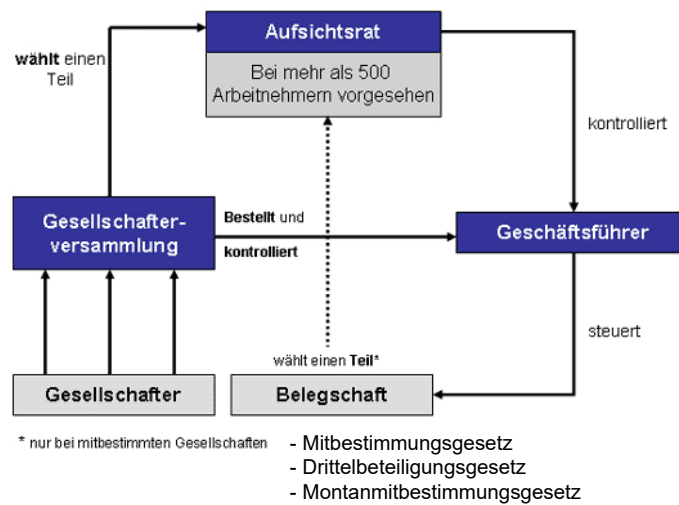 Aufsichtsrat
wählt einen
Teil
Bei mehr als 500
Arbeitnehmern vorgesehen
kontrolliert
Gesellschafter-
versammlung
Bestellt und
kontrolliert
Geschäftsführer
steuert
wählt einen Teil*
Gesellschafter
Belegschaft
* nur bei mitbestimmten Gesellschaften
- Mitbestimmungsgesetz
- Drittelbeteiligungsgesetz
- Montanmitbestimmungsgesetz